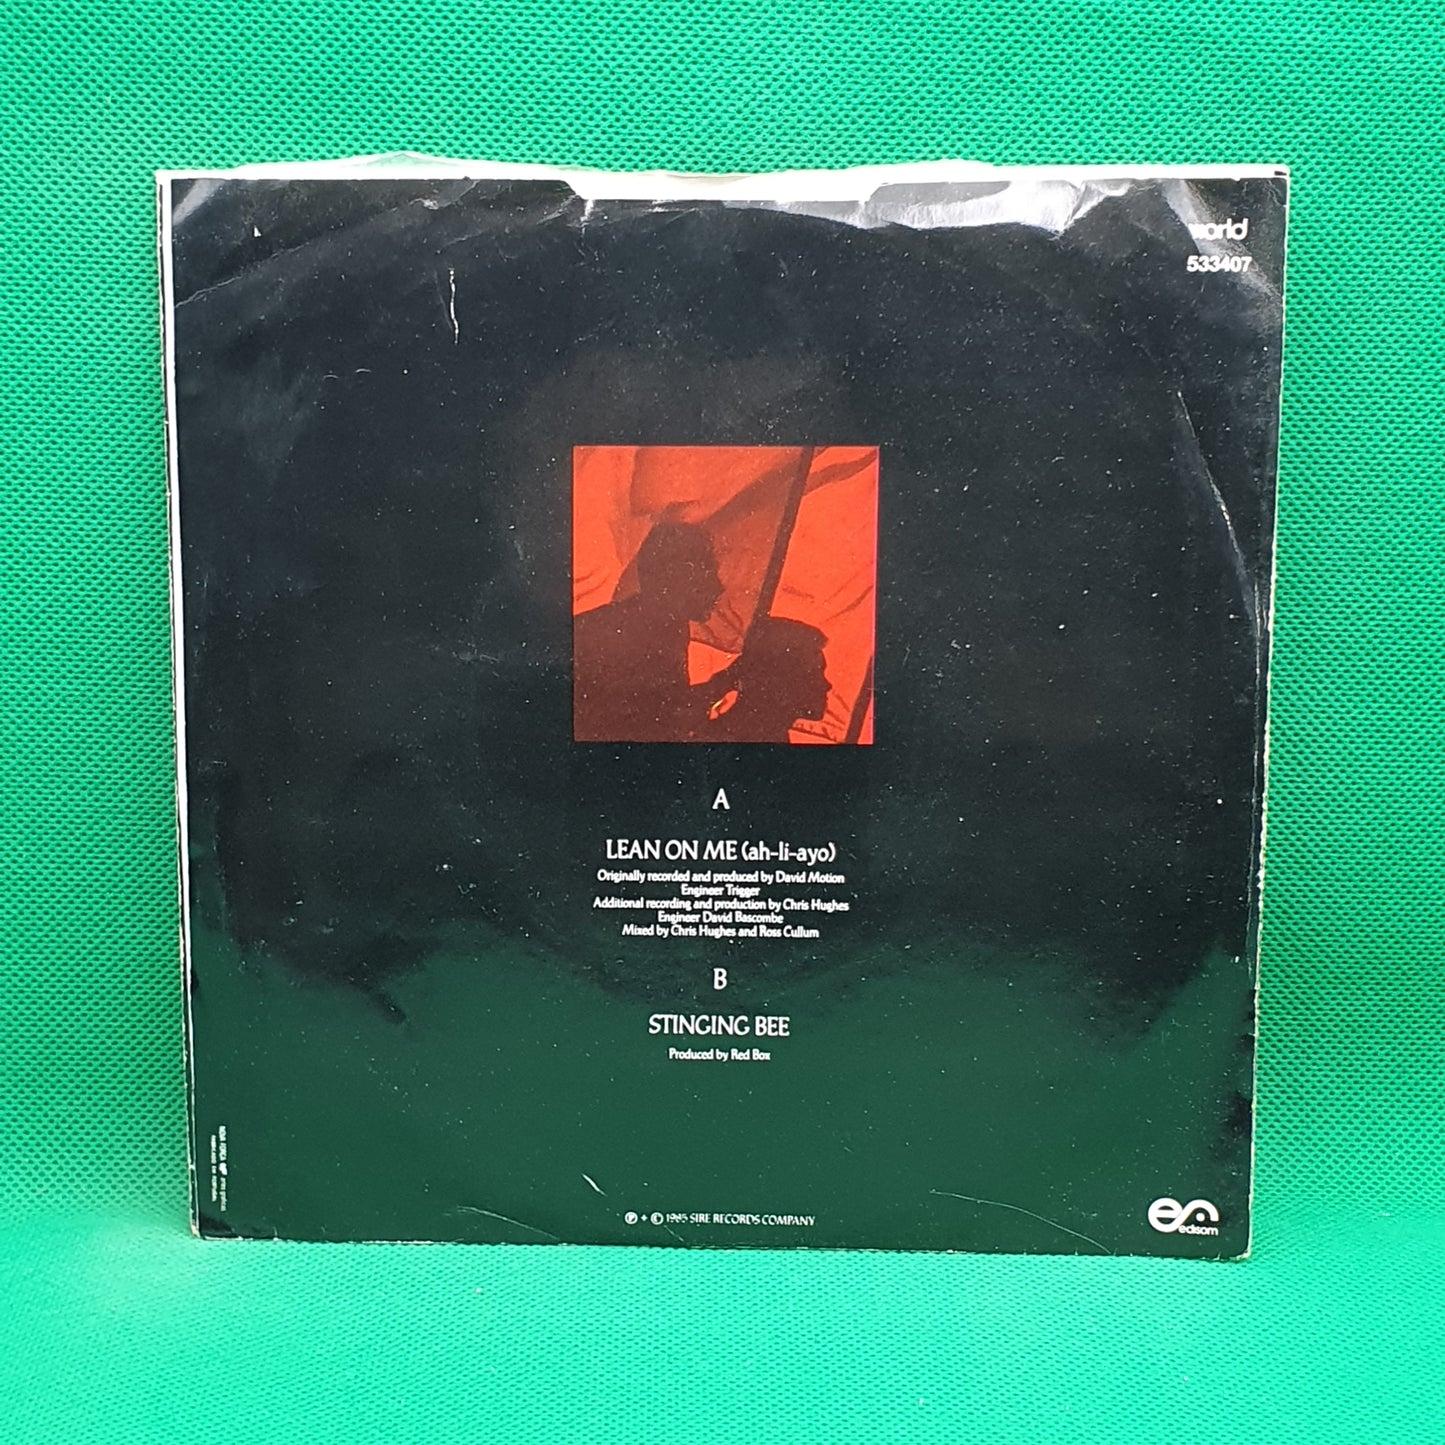 world
533407
A
LEAN ON ME (ah-li-ayo)
Originally recorded and produced by David Motion
Engineer Trigger
Additional recording and production by Chris Hughes
Engineer David Bascombe
Mixed by Chris Hughes and Ross Cullum
B
STINGING BEE
Produced by Red Box
℗ + © 1985 SIRE RECORDS COMPANY
edisom